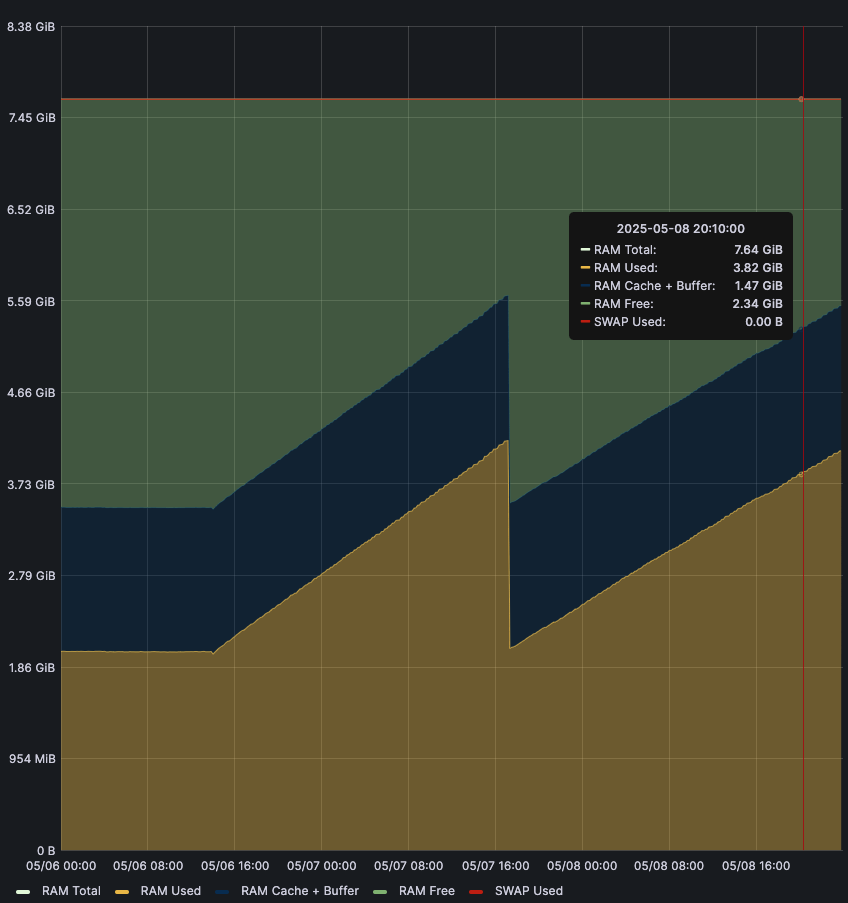 8.38 GiB
7.45 GiB
6.52 GiB
5.59 GiB
4.66 GiB
3.73 GiB
2.79 GiB
1.86 GiB
954 MiB
0 B
2025-05-08 20:10:00
RAM Total: 7.64 GiB
RAM Used: 3.82 GiB
RAM Cache + Buffer: 1.47 GiB
RAM Free: 2.34 GiB
SWAP Used: 0.00 B
05/06 00:00 05/06 08:00 05/06 16:00 05/07 00:00 05/07 08:00 05/07 16:00 05/08 00:00 05/08 08:00 05/08 16:00
RAM Total RAM Used RAM Cache + Buffer RAM Free SWAP Used